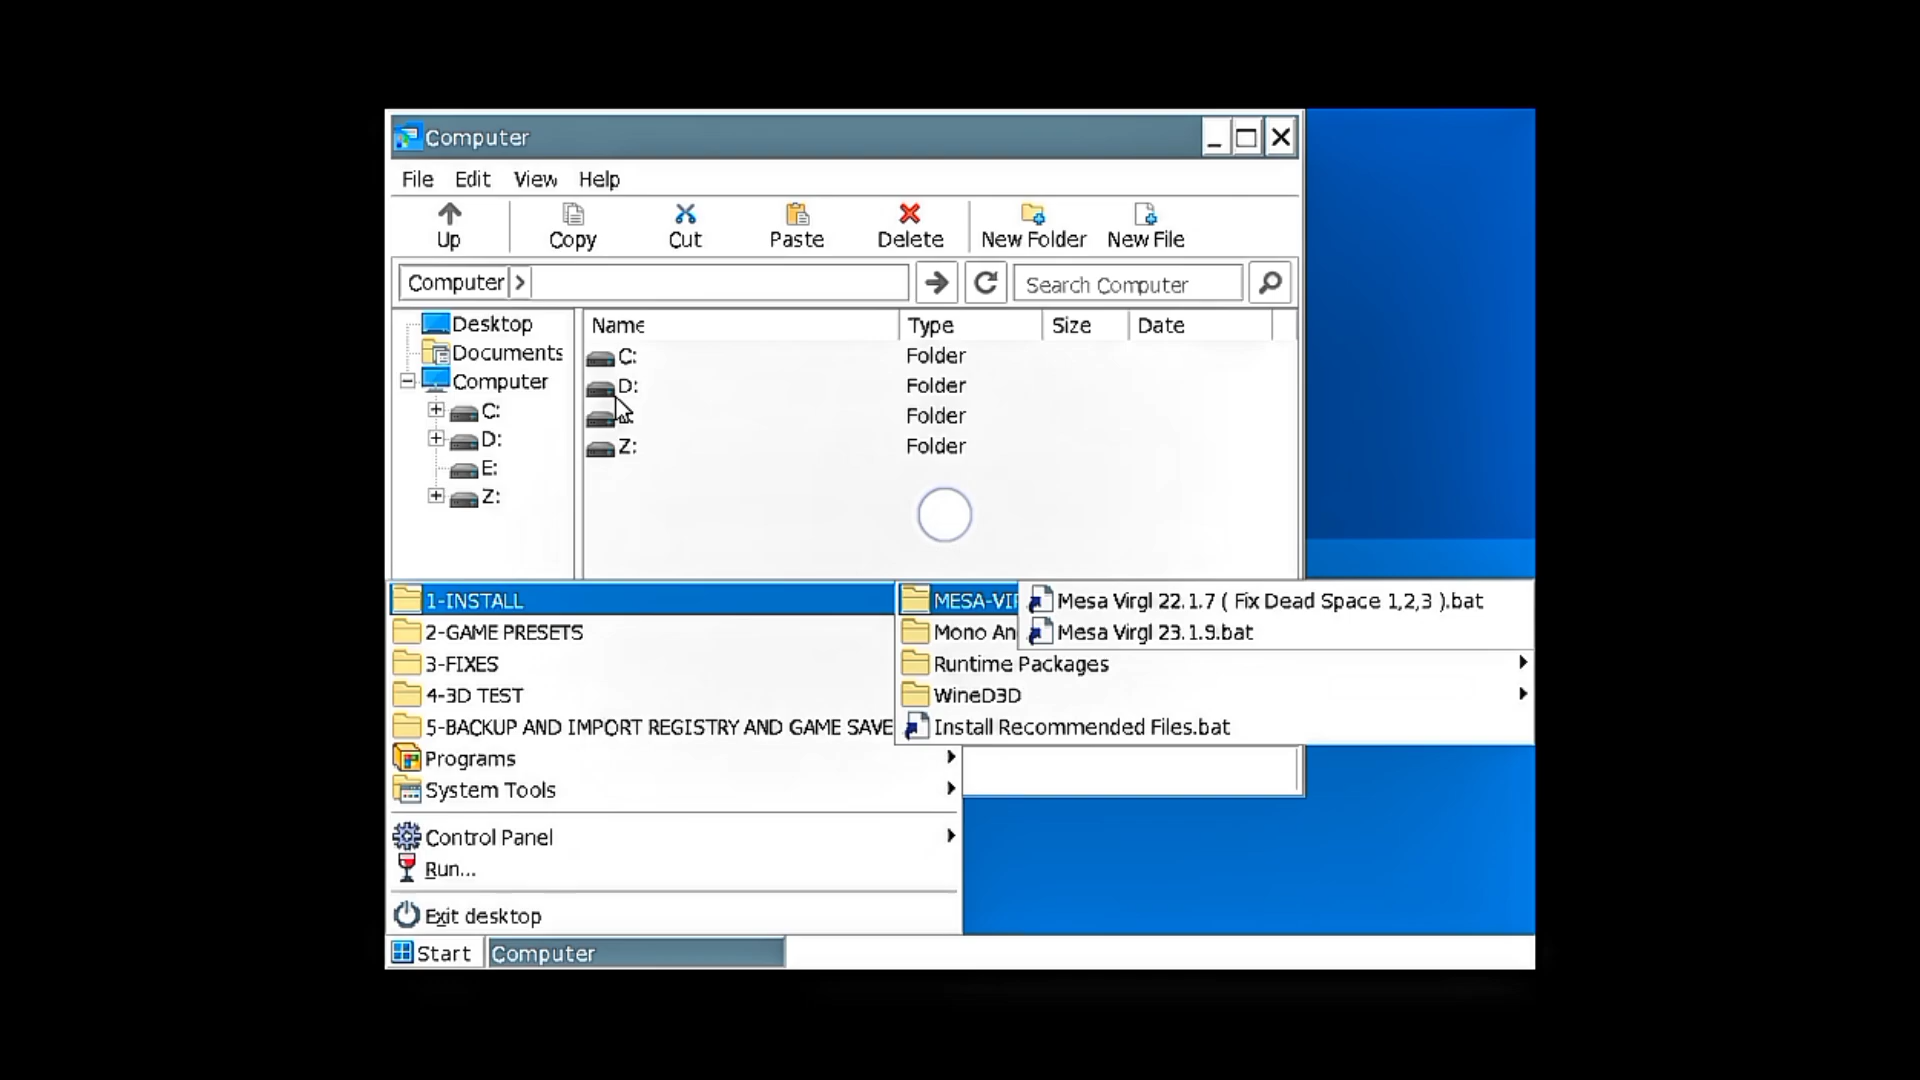 Computer
File Edit View Help
Up Copy Cut Paste Delete New Folder New File
Computer Search Computer
Desktop
Documents
Computer
C:
D:
E:
Z:
Name Type Size Date
C: Folder
D: Folder
Folder
Z: Folder
1-INSTALL
2-GAME PRESETS
3-FIXES
4-3D TEST
5-BACKUP AND IMPORT REGISTRY AND GAME SAVE
Programs
System Tools
Control Panel
Run...
Exit desktop
MESA-VIR
Mono An
Runtime Packages
WineD3D
Install Recommended Files.bat
Mesa Virgl 22.1.7 ( Fix Dead Space 1,2,3 ).bat
Mesa Virgl 23.1.9.bat
Start Computer